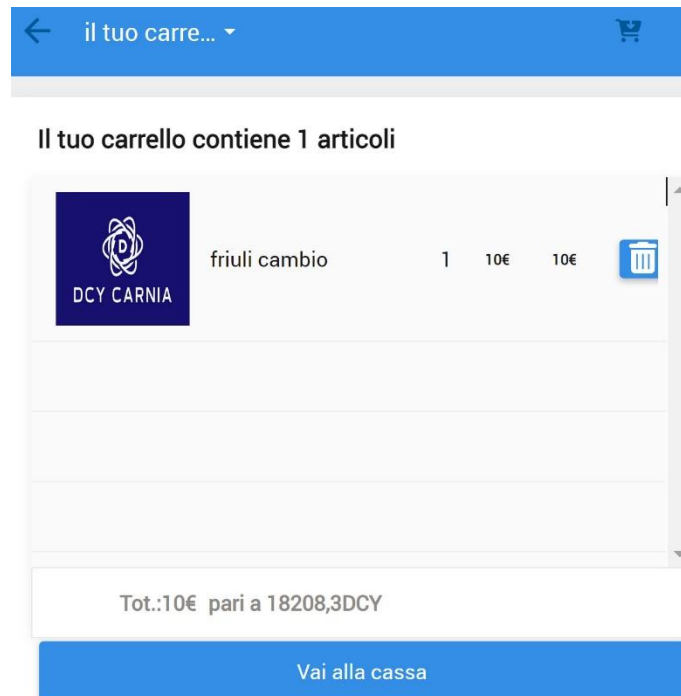 il tuo carre...
Il tuo carrello contiene 1 articoli
D
DCY CARNIA
friuli cambio 1 10€ 10€
Tot.:10€ pari a 18208,3DCY
Vai alla cassa